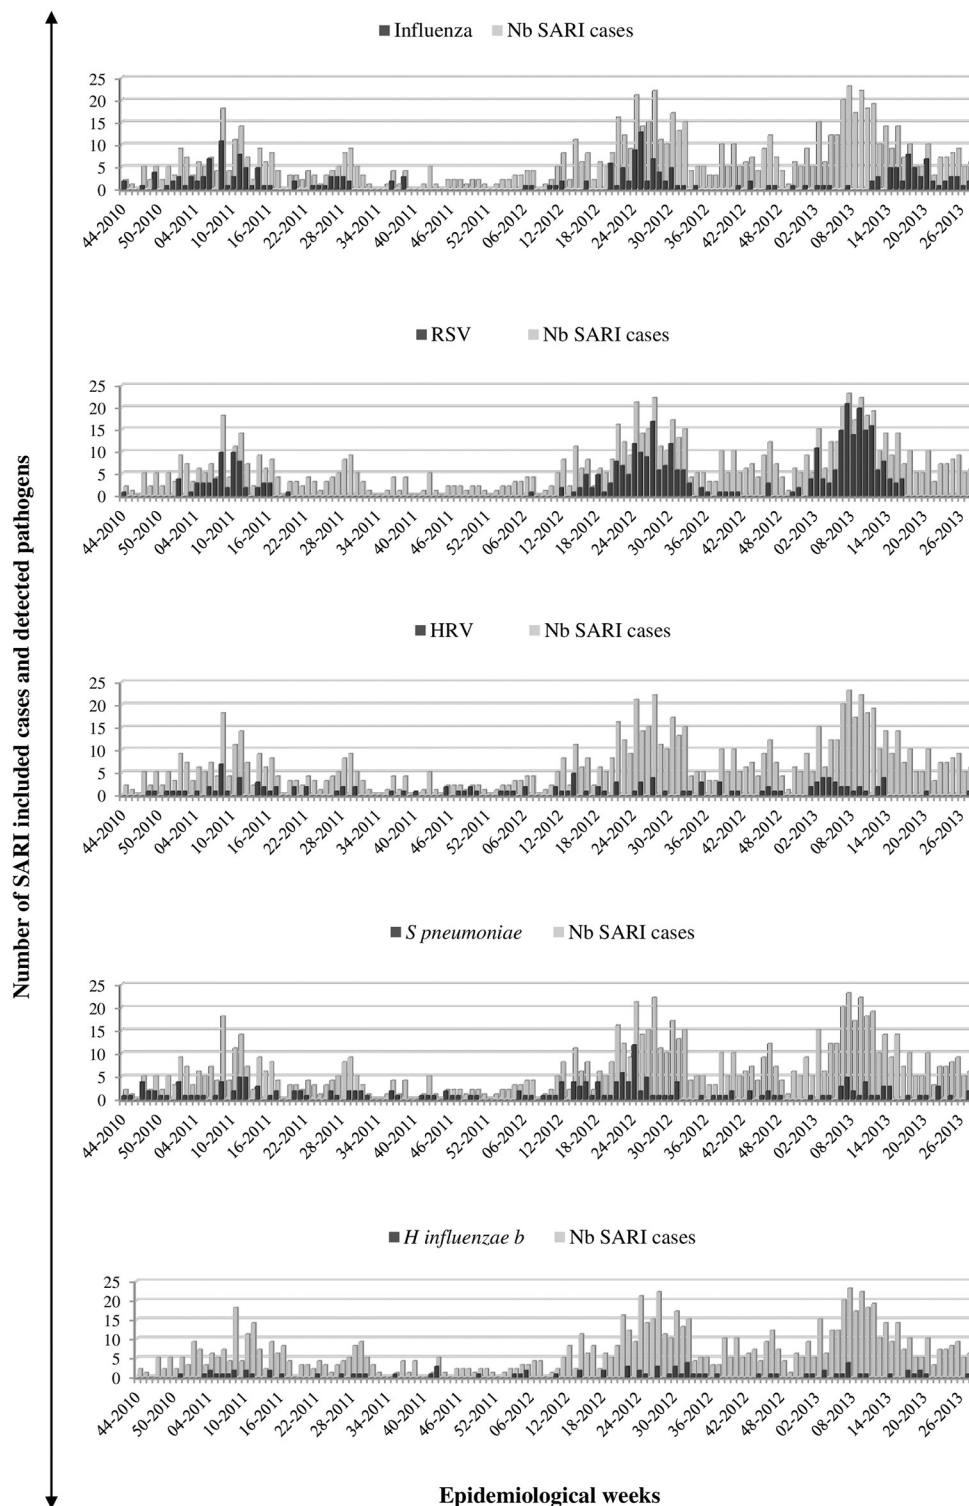 Number of SARI included cases and detected pathogens
Influenza Nb SARI cases
25
20
15
10
5
0
44-2010 50-2010 04-2011 10-2011 16-2011 22-2011 28-2011 34-2011 40-2011 46-2011 52-2011 06-2012 12-2012 18-2012 24-2012 30-2012 36-2012 42-2012 48-2012 02-2013 08-2013 14-2013 20-2013 26-2013
RSV Nb SARI cases
25
20
15
10
5
0
44-2010 50-2010 04-2011 10-2011 16-2011 22-2011 28-2011 34-2011 40-2011 46-2011 52-2011 06-2012 12-2012 18-2012 24-2012 30-2012 36-2012 42-2012 48-2012 02-2013 08-2013 14-2013 20-2013 26-2013
HRV Nb SARI cases
25
20
15
10
5
0
44-2010 50-2010 04-2011 10-2011 16-2011 22-2011 28-2011 34-2011 40-2011 46-2011 52-2011 06-2012 12-2012 18-2012 24-2012 30-2012 36-2012 42-2012 48-2012 02-2013 08-2013 14-2013 20-2013 26-2013
S pneumoniae Nb SARI cases
25
20
15
10
5
0
44-2010 50-2010 04-2011 10-2011 16-2011 22-2011 28-2011 34-2011 40-2011 46-2011 52-2011 06-2012 12-2012 18-2012 24-2012 30-2012 36-2012 42-2012 48-2012 02-2013 08-2013 14-2013 20-2013 26-2013
H influenzae b Nb SARI cases
25
20
15
10
5
0
44-2010 50-2010 04-2011 10-2011 16-2011 22-2011 28-2011 34-2011 40-2011 46-2011 52-2011 06-2012 12-2012 18-2012 24-2012 30-2012 36-2012 42-2012 48-2012 02-2013 08-2013 14-2013 20-2013 26-2013
Epidemiological weeks